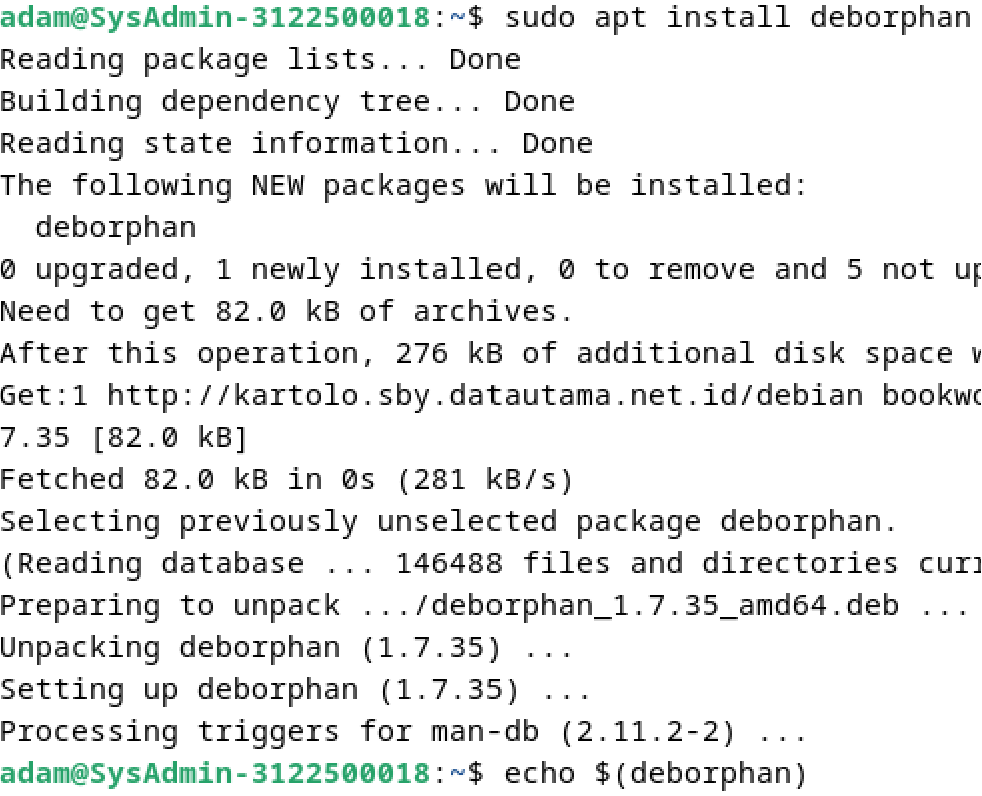 adam@SysAdmin-3122500018:~$ sudo apt install deborphan
Reading package lists... Done
Building dependency tree... Done
Reading state information... Done
The following NEW packages will be installed:
  deborphan
0 upgraded, 1 newly installed, 0 to remove and 5 not up
Need to get 82.0 kB of archives.
After this operation, 276 kB of additional disk space w
Get:1 http://kartolo.sby.datautama.net.id/debian bookwo
7.35 [82.0 kB]
Fetched 82.0 kB in 0s (281 kB/s)
Selecting previously unselected package deborphan.
(Reading database ... 146488 files and directories curr
Preparing to unpack .../deborphan_1.7.35_amd64.deb ...
Unpacking deborphan (1.7.35) ...
Setting up deborphan (1.7.35) ...
Processing triggers for man-db (2.11.2-2) ...
adam@SysAdmin-3122500018:~$ echo $(deborphan)